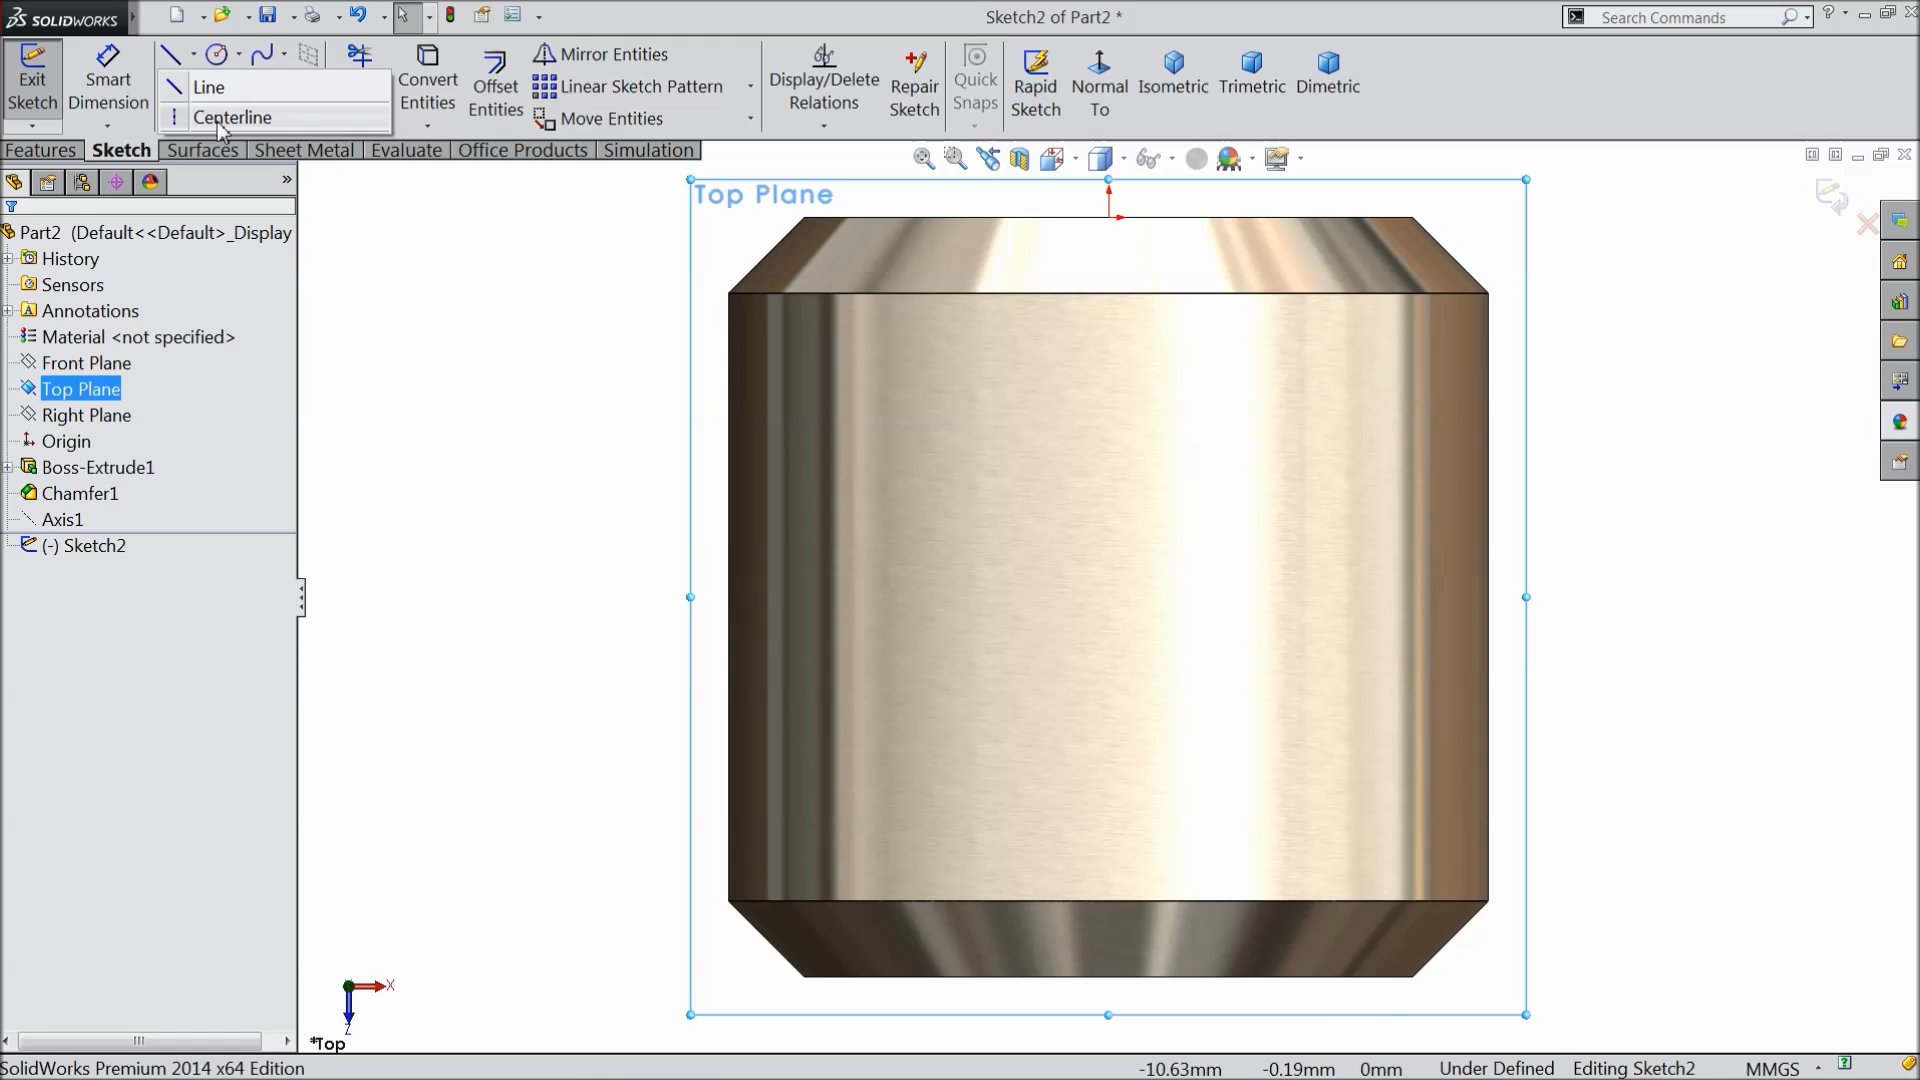 SOLIDWORKS
Sketch2 of Part2 *
Search Commands
Exit Sketch
Smart Dimension
Line
Centerline
Convert Entities
Offset Entities
Mirror Entities
Linear Sketch Pattern
Move Entities
Display/Delete Relations
Repair Sketch
Quick Snaps
Rapid Sketch
Normal To
Isometric
Trimetric
Dimetric
Features
Sketch
Surfaces
Sheet Metal
Evaluate
Office Products
Simulation
Part2 (Default<<Default>_Display
History
Sensors
Annotations
Material <not specified>
Front Plane
Top Plane
Right Plane
Origin
Boss-Extrude1
Chamfer1
Axis1
(-) Sketch2
Top Plane
X
Z
*Top
SolidWorks Premium 2014 x64 Edition
-10.63mm
-0.19mm
0mm
Under Defined
Editing Sketch2
MMGS